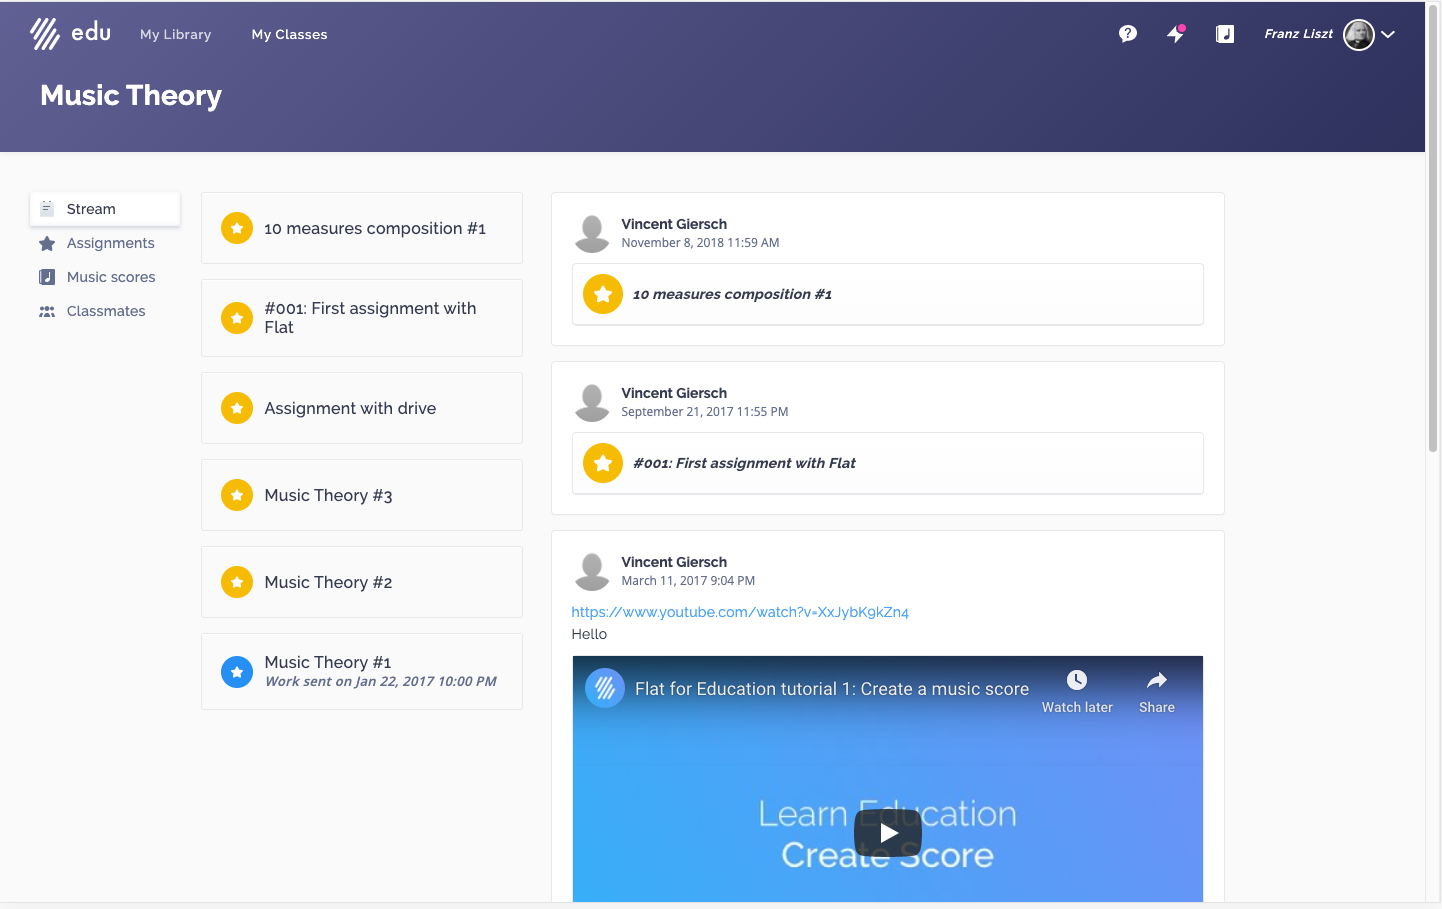 edu
My Library
My Classes
Franz Liszt
Music Theory
Stream
Assignments
Music scores
Classmates
10 measures composition #1
#001: First assignment with
Flat
Assignment with drive
Music Theory #3
Music Theory #2
Music Theory #1
Work sent on Jan 22, 2017 10:00 PM
Vincent Giersch
November 8, 2018 11:59 AM
10 measures composition #1
Vincent Giersch
September 21, 2017 11:55 PM
#001: First assignment with Flat
Vincent Giersch
March 11, 2017 9:04 PM
https://www.youtube.com/watch?v=XxJybK9kZn4
Hello
Flat for Education tutorial 1: Create a music score
Watch later
Share
Learn Education
Create Score